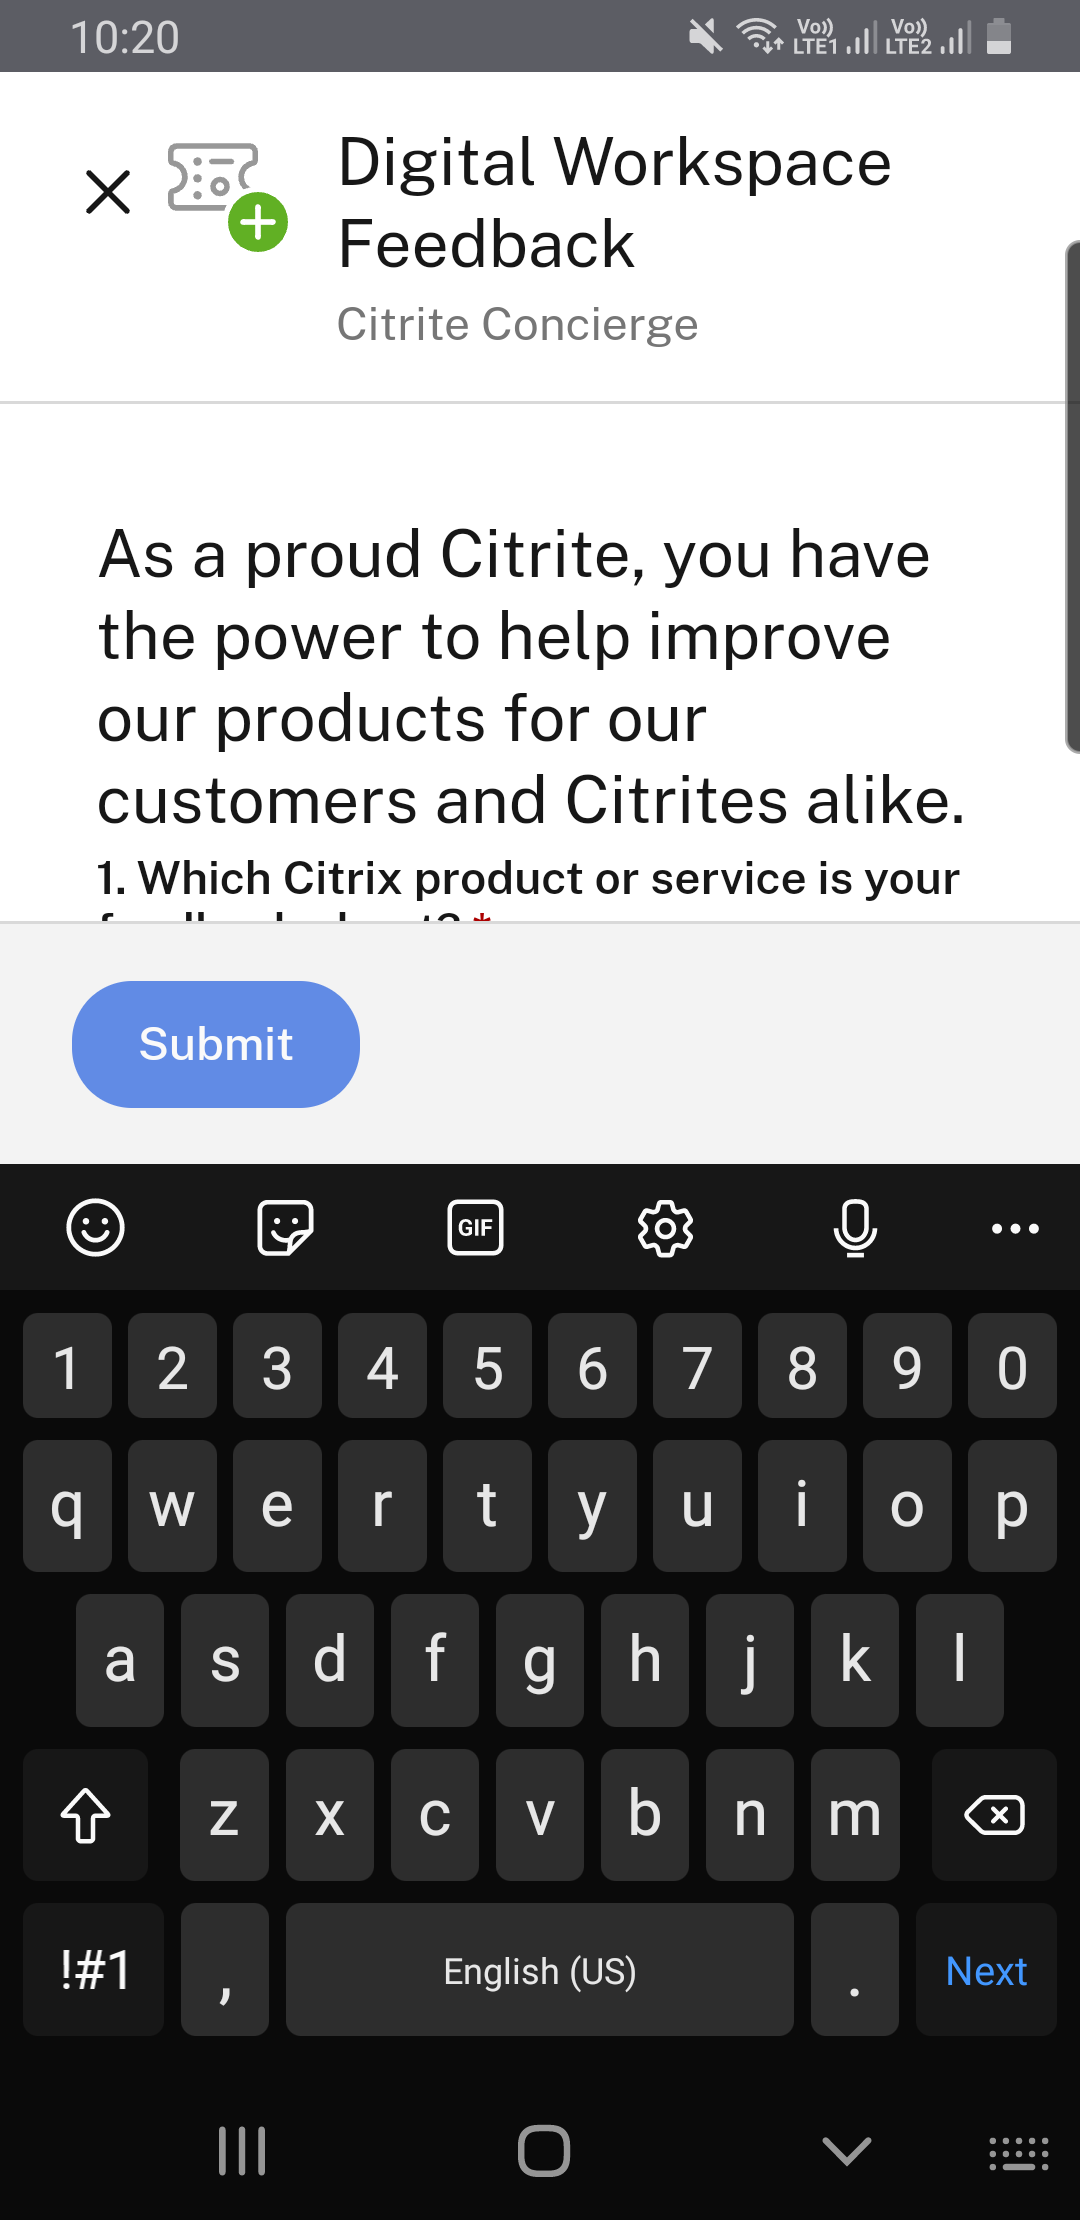 10:20
Vo)) LTE1 Vo)) LTE2
Digital Workspace
Feedback
Citrite Concierge
As a proud Citrite, you have
the power to help improve
our products for our
customers and Citrites alike.
1. Which Citrix product or service is your
Submit
GIF
1 2 3 4 5 6 7 8 9 0
q w e r t y u i o p
a s d f g h j k l
z x c v b n m
!#1 , English (US) . Next